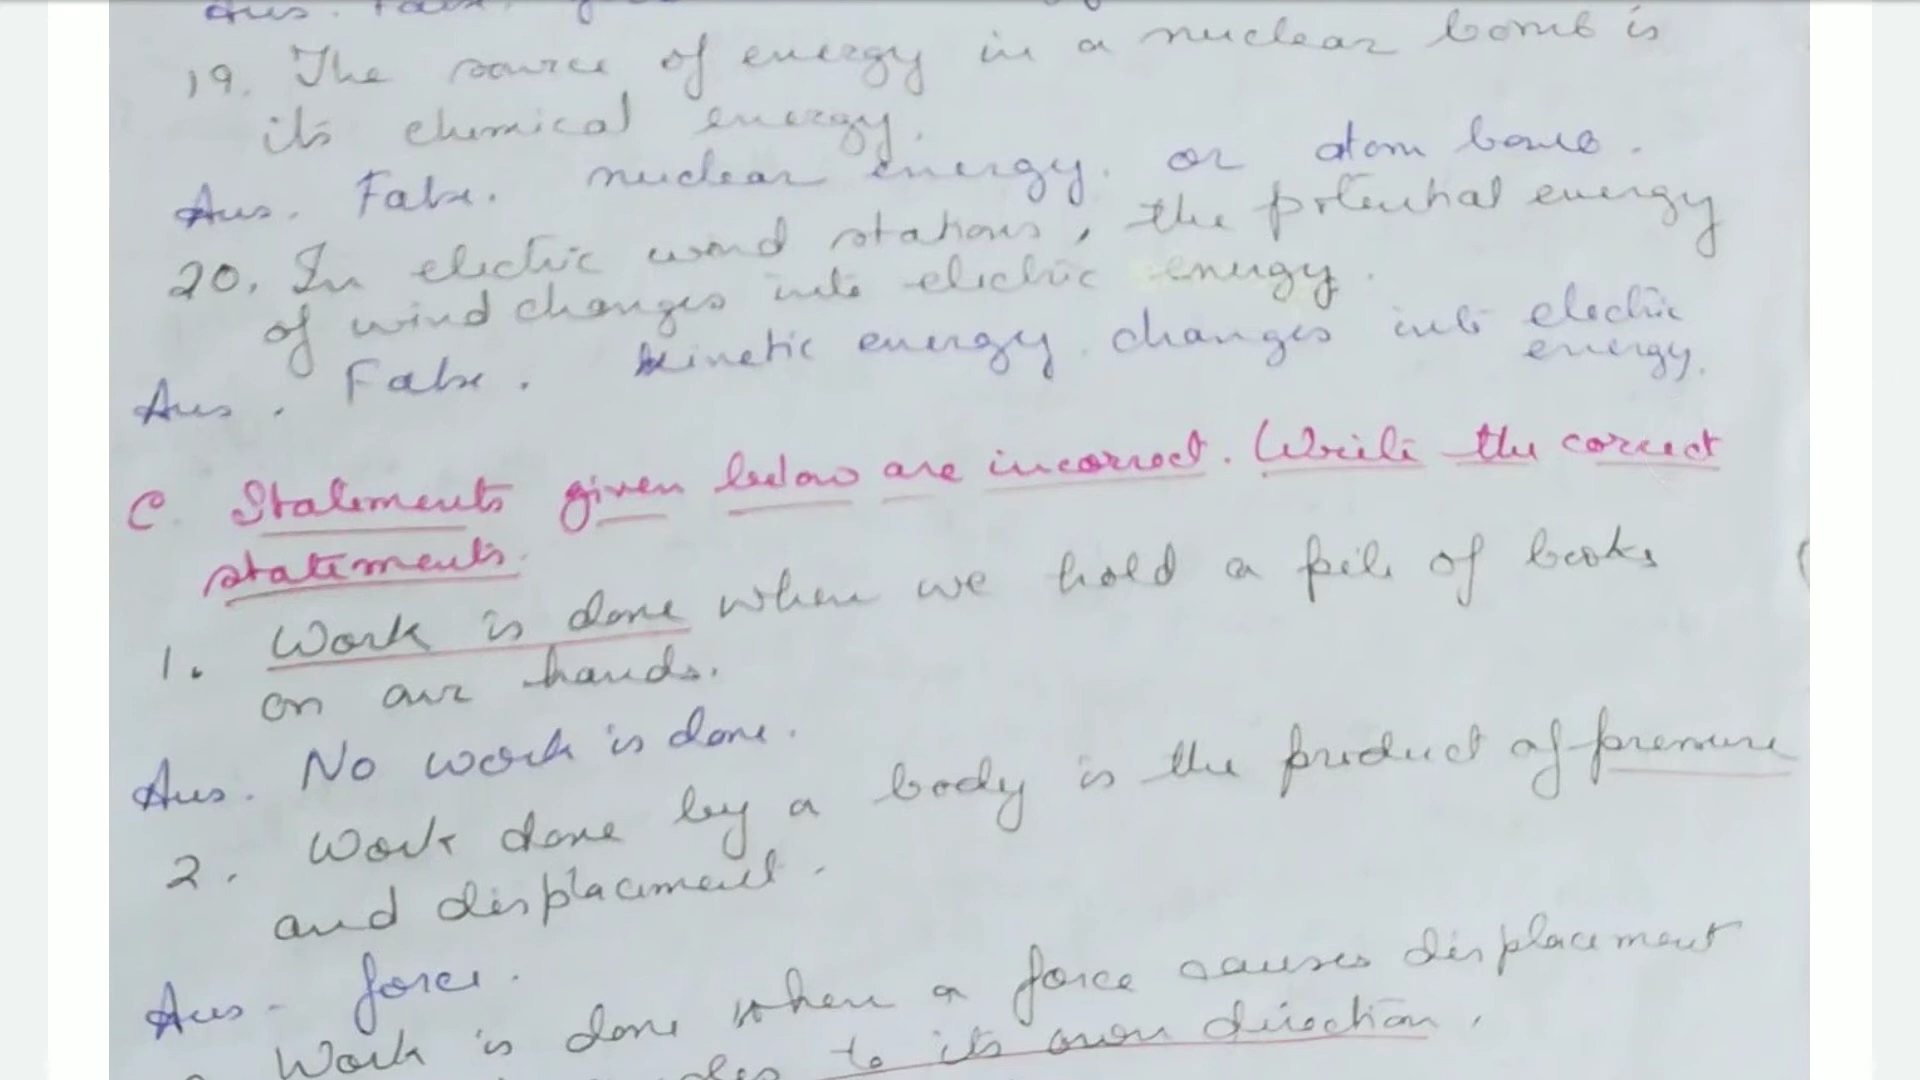 Ans. False.
19. The source of energy in a nuclear bomb is
its chemical energy.
Ans. False. nuclear energy. or atom bomb.
20. In electric wind stations, the potential energy
of wind changes into electric energy.
Ans. False. kinetic energy. changes into electric
energy.
C. Statements given below are incorrect. Write the correct
statements.
1. Work is done when we hold a pile of books
on our hands.
Ans. No work is done.
2. Work done by a body is the product of pressure
and displacement.
Ans- force.
Work is done when a force causes displacement
to its own direction.